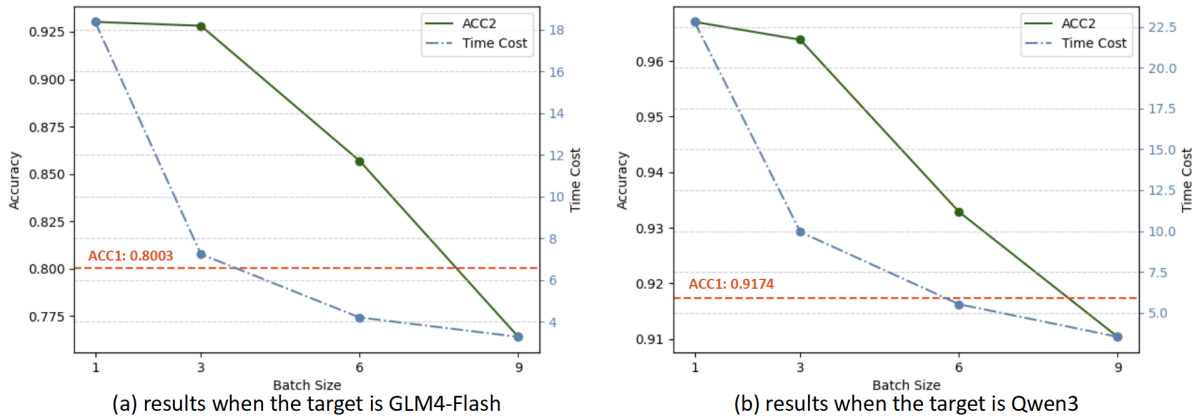 ACC2
Time Cost
0.925
0.900
0.875
0.850
0.825
0.800
0.775
Accuracy
18
16
14
12
10
8
6
4
Time Cost
ACC1: 0.8003
1
3
6
9
Batch Size
(a) results when the target is GLM4-Flash
ACC2
Time Cost
0.96
0.95
0.94
0.93
0.92
0.91
Accuracy
22.5
20.0
17.5
15.0
12.5
10.0
7.5
5.0
Time Cost
ACC1: 0.9174
1
3
6
9
Batch Size
(b) results when the target is Qwen3